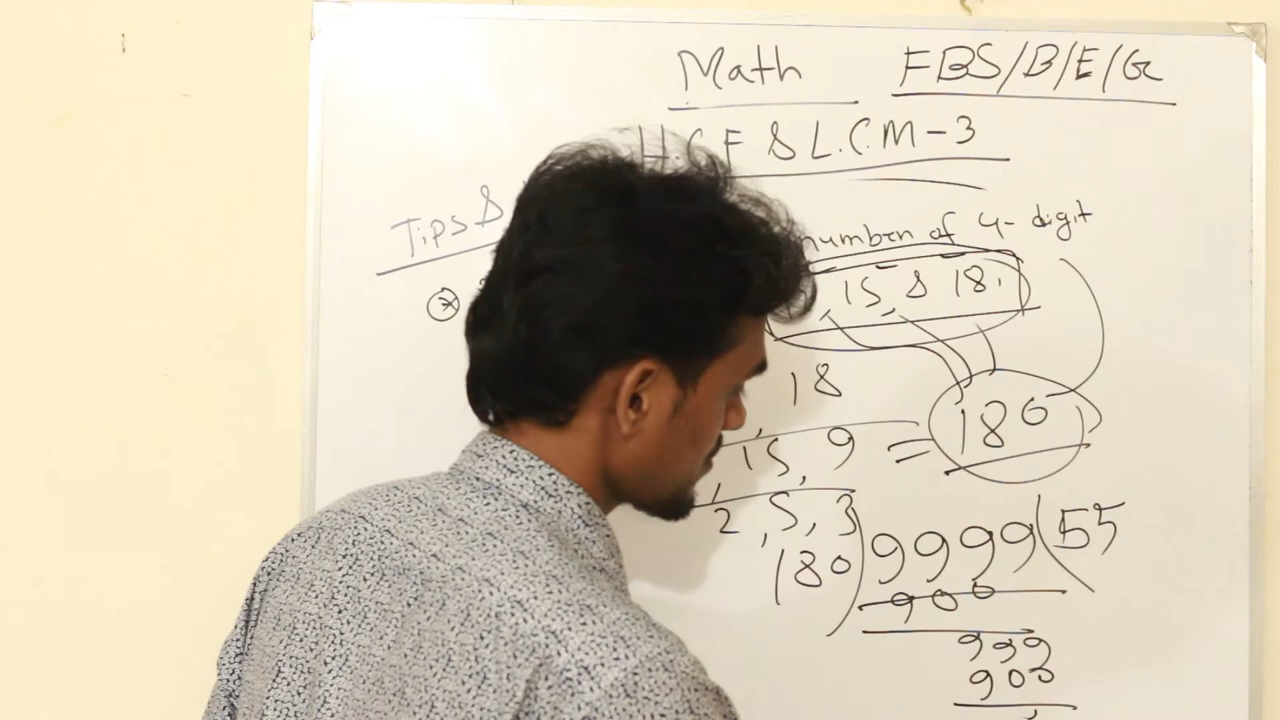 Math FBS/B/E/G
H.C.F & L.C.M-3
Tips &
number of 4-digit
, 15, & 18.
18
, 15, 9 = 180
2, 5, 3
180)9999(55
900
999
900